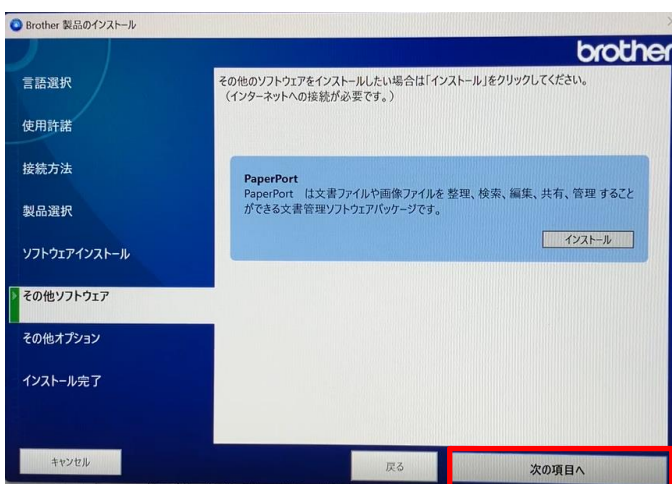 Brother 製品のインストール
brother
言語選択
使用許諾
接続方法
製品選択
ソフトウェアインストール
その他ソフトウェア
その他オプション
インストール完了
その他のソフトウェアをインストールしたい場合は「インストール」をクリックしてください。
（インターネットへの接続が必要です。）
PaperPort
PaperPort は文書ファイルや画像ファイルを 整理、検索、編集、共有、管理 すること
ができる文書管理ソフトウェアパッケージです。
インストール
キャンセル
戻る
次の項目へ